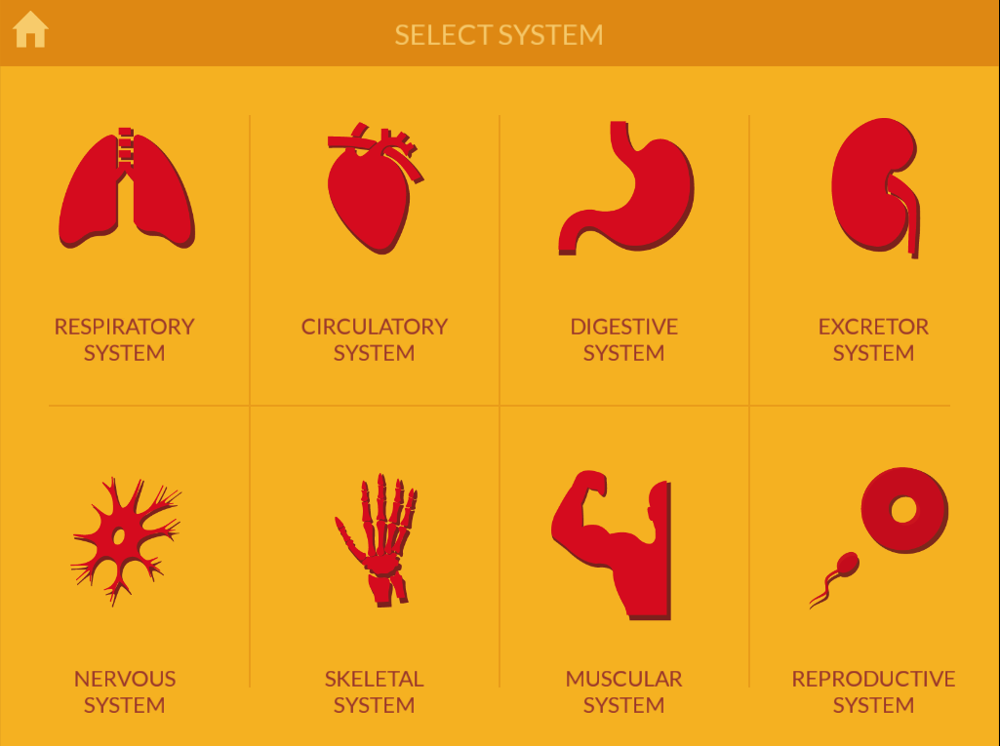 SELECT SYSTEM
RESPIRATORY
SYSTEM
CIRCULATORY
SYSTEM
DIGESTIVE
SYSTEM
EXCRETOR
SYSTEM
NERVOUS
SYSTEM
SKELETAL
SYSTEM
MUSCULAR
SYSTEM
REPRODUCTIVE
SYSTEM